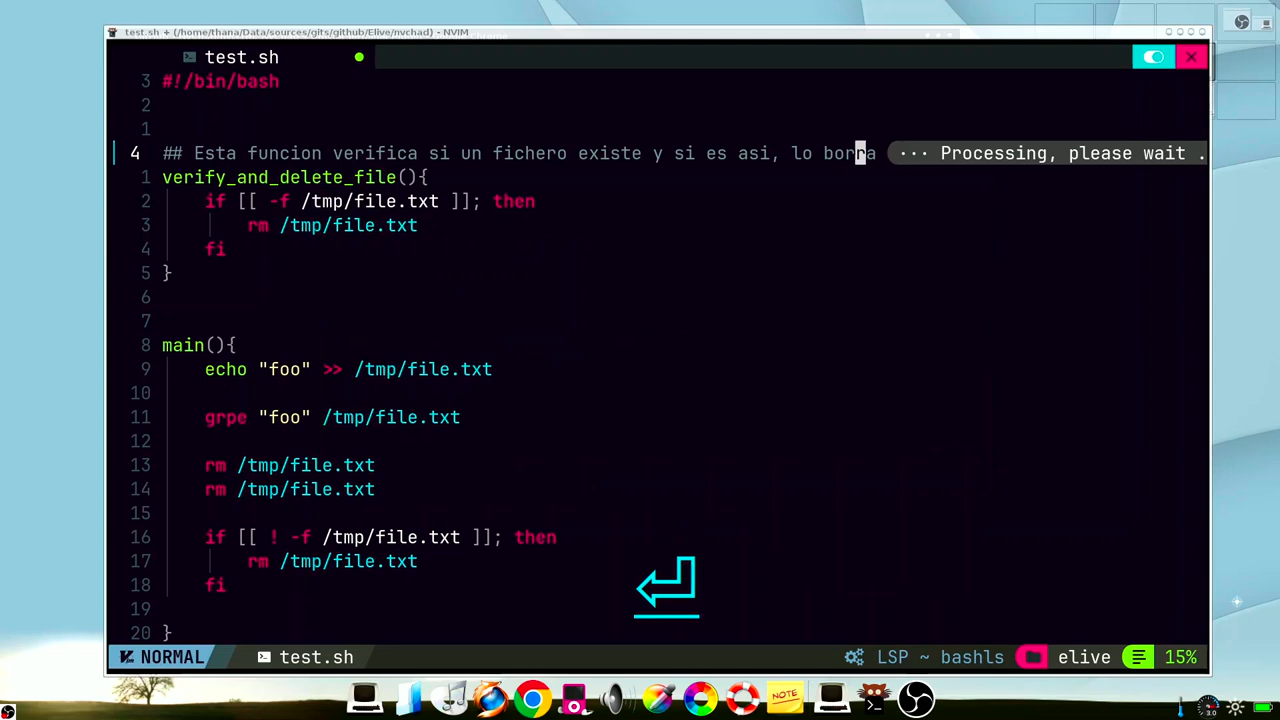 test.sh + (/home/thana/Data/sources/gits/github/Elive/nvchad) - NVIM
test.sh
3 #!/bin/bash
2
1
4 ## Esta funcion verifica si un fichero existe y si es asi, lo borra ··· Processing, please wait .
1 verify_and_delete_file(){
2 if [[ -f /tmp/file.txt ]]; then
3 rm /tmp/file.txt
4 fi
5 }
6
7
8 main(){
9 echo "foo" >> /tmp/file.txt
10
11 grpe "foo" /tmp/file.txt
12
13 rm /tmp/file.txt
14 rm /tmp/file.txt
15
16 if [[ ! -f /tmp/file.txt ]]; then
17 rm /tmp/file.txt
18 fi
19
20 }
NORMAL test.sh LSP ~ bashls elive 15%
NOTE
3.0